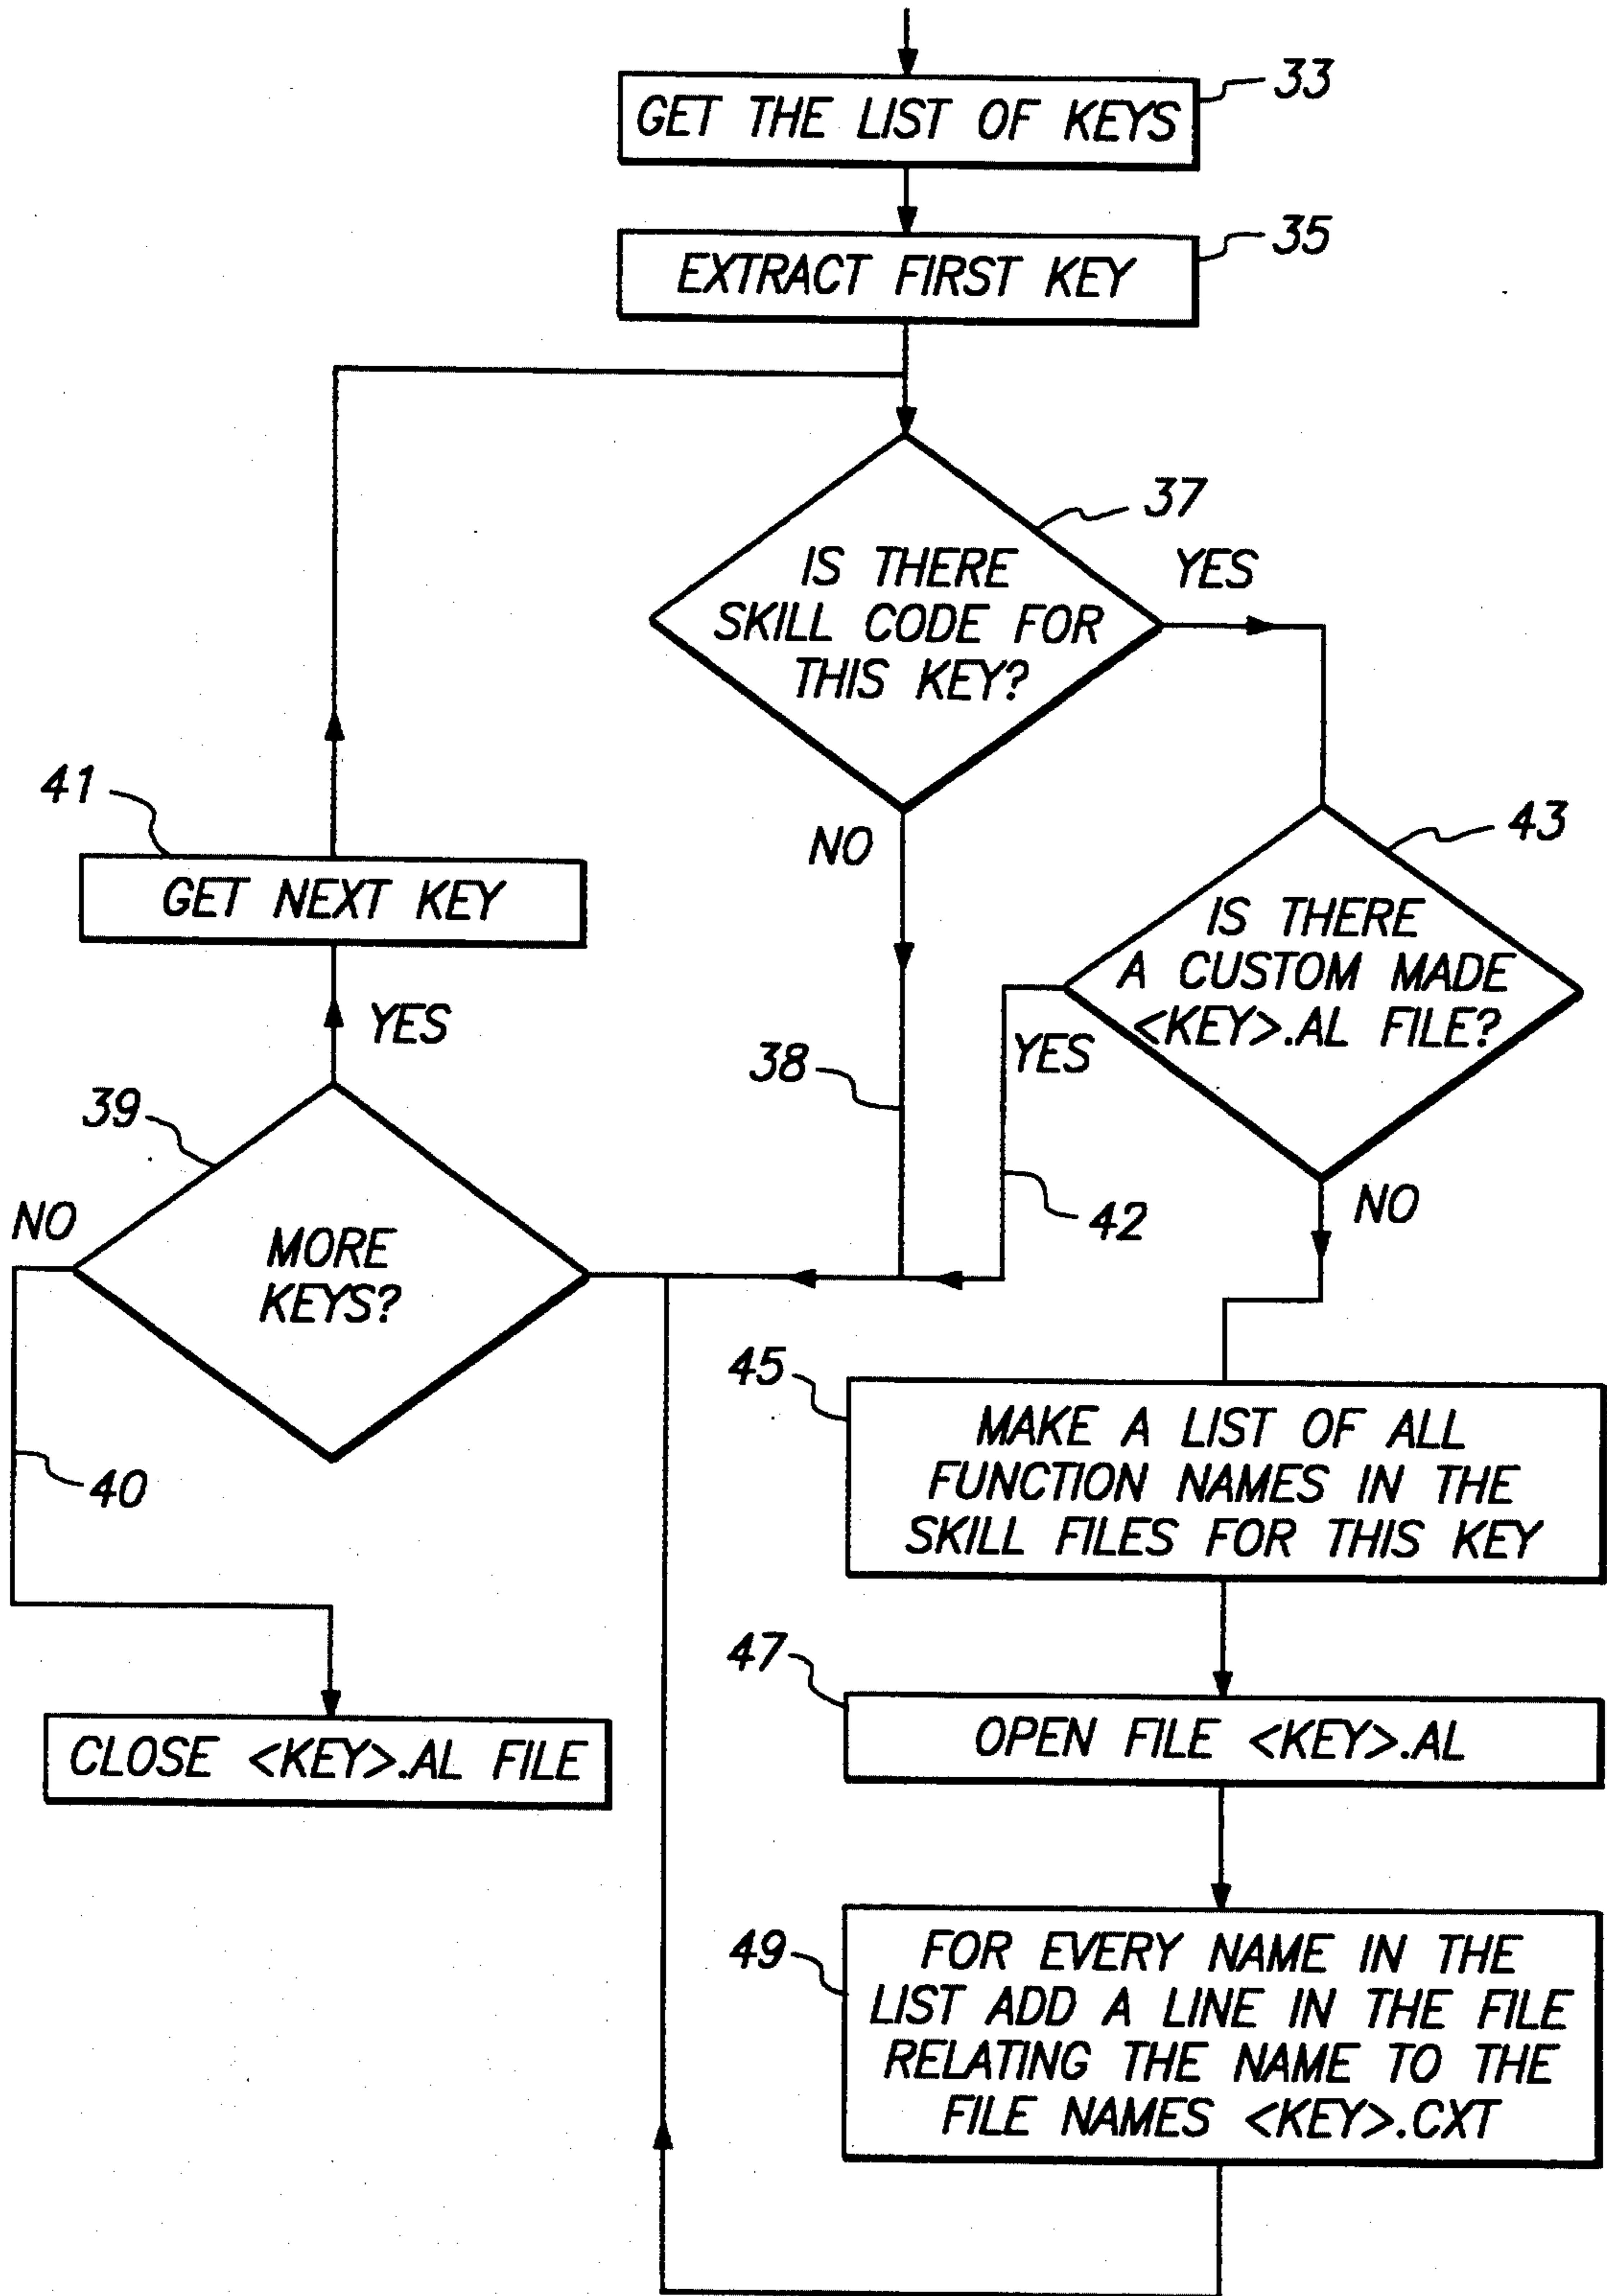 33
GET THE LIST OF KEYS
35
EXTRACT FIRST KEY
37
IS THERE
SKILL CODE FOR
THIS KEY?
YES
NO
41
GET NEXT KEY
YES
43
IS THERE
A CUSTOM MADE
<KEY>.AL FILE?
YES
38
42
NO
39
MORE
KEYS?
NO
40
CLOSE <KEY>.AL FILE
45
MAKE A LIST OF ALL
FUNCTION NAMES IN THE
SKILL FILES FOR THIS KEY
47
OPEN FILE <KEY>.AL
49
FOR EVERY NAME IN THE
LIST ADD A LINE IN THE FILE
RELATING THE NAME TO THE
FILE NAMES <KEY>.CXT